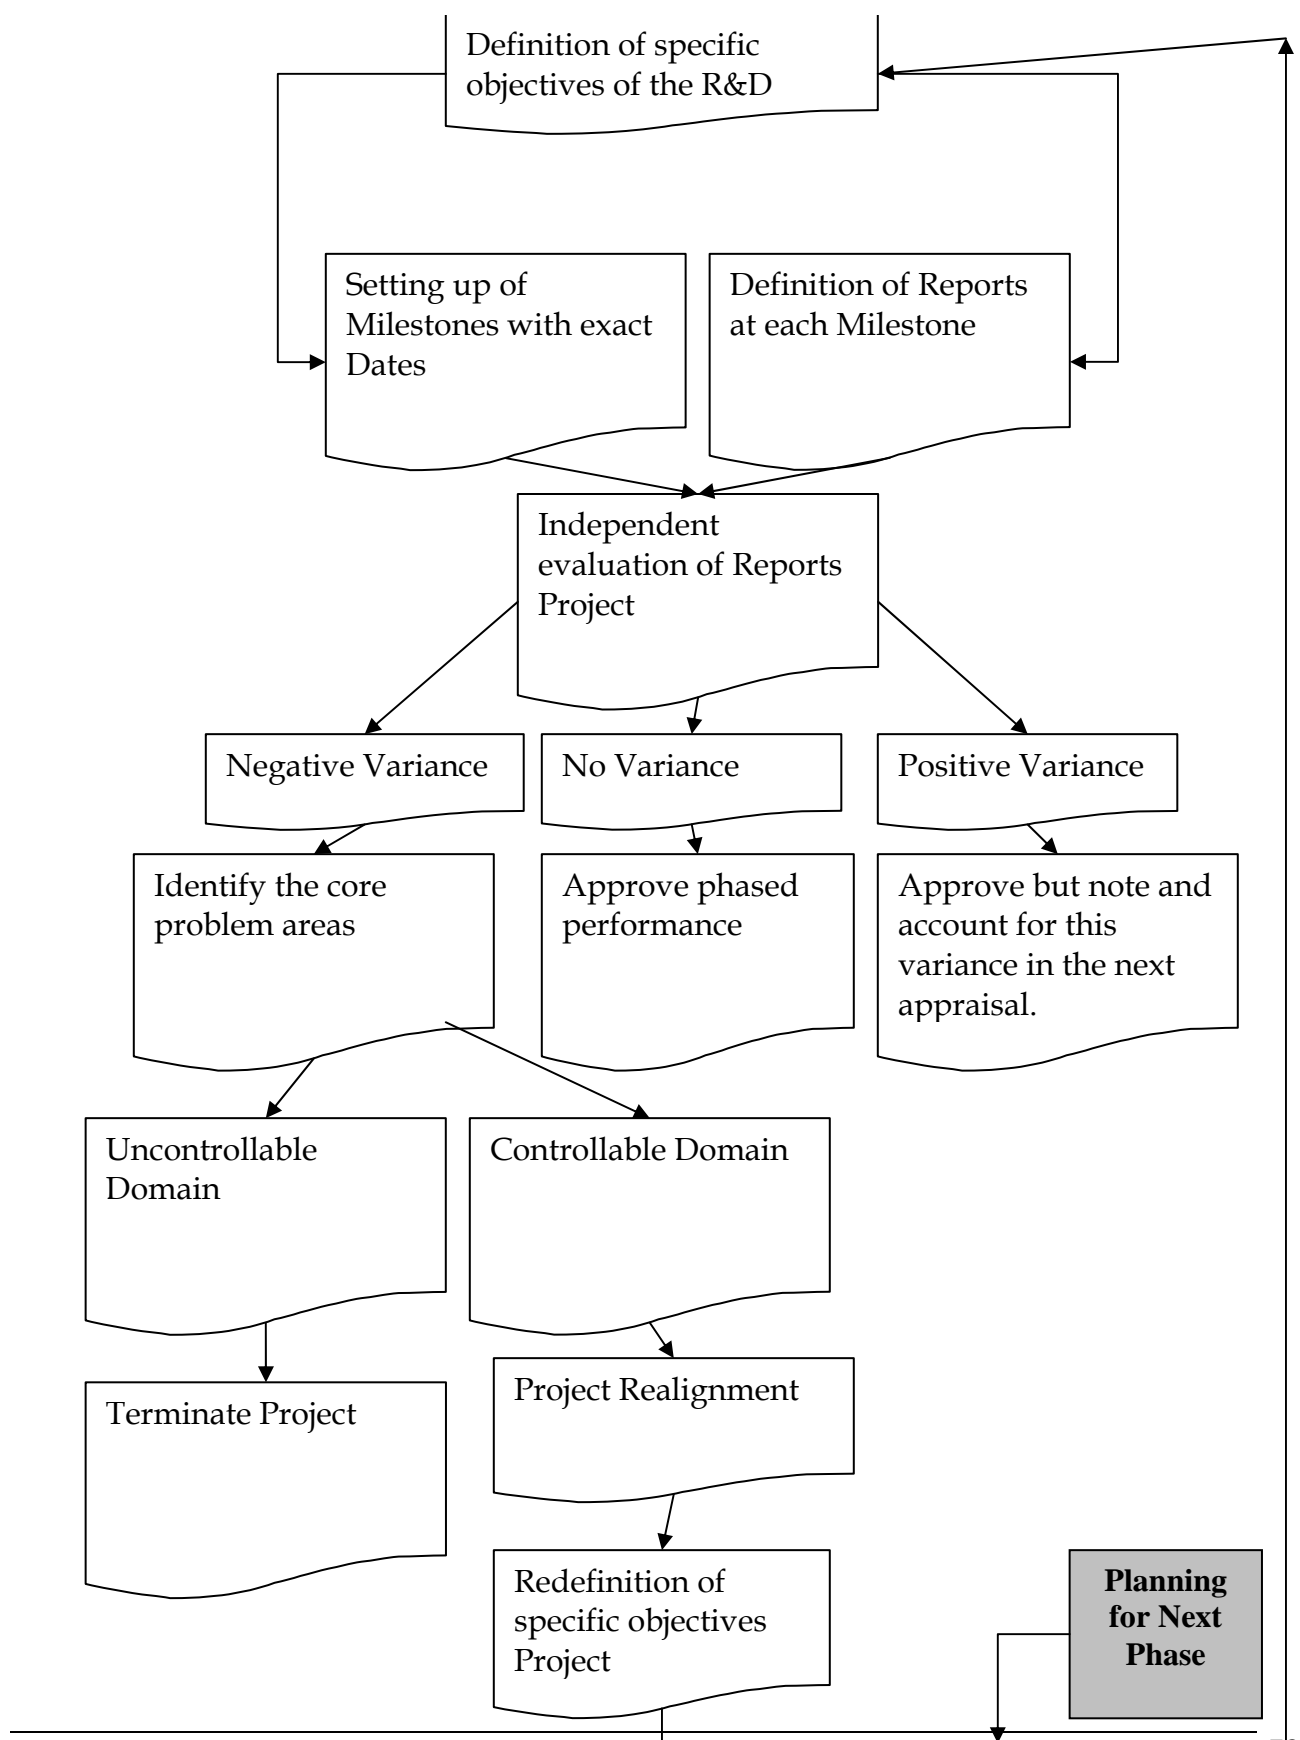 Definition of specific
objectives of the R&D
Setting up of
Milestones with exact
Dates
Definition of Reports
at each Milestone
Independent
evaluation of Reports
Project
Negative Variance
No Variance
Positive Variance
Identify the core
problem areas
Approve phased
performance
Approve but note and
account for this
variance in the next
appraisal.
Uncontrollable
Domain
Controllable Domain
Terminate Project
Project Realignment
Redefinition of
specific objectives
Project
Planning
for Next
Phase